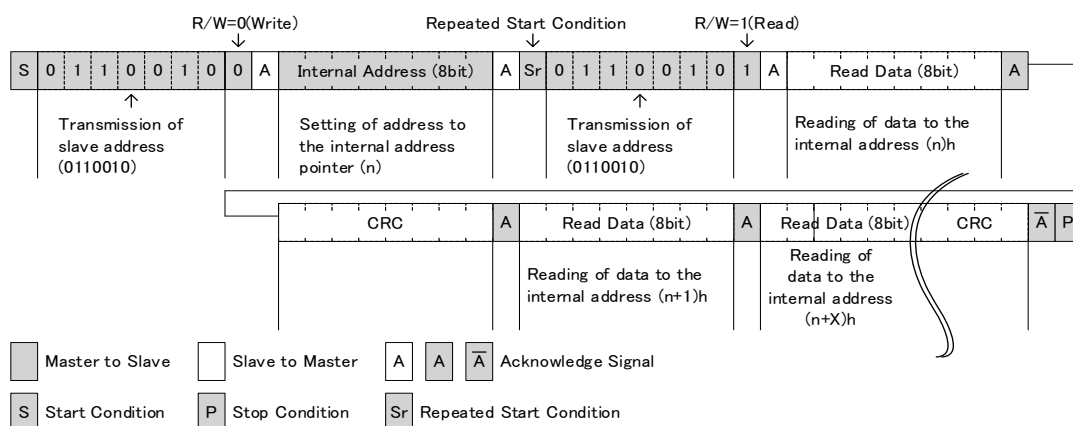 R/W=0(Write) Repeated Start Condition R/W=1(Read)
S 0 1 1 0 0 1 0 0 A Internal Address (8bit) A Sr 0 1 1 0 0 1 0 1 A Read Data (8bit) A
Transmission of
slave address
(0110010)
Setting of address to
the internal address
pointer (n)
Transmission of
slave address
(0110010)
Reading of data to the
internal address (n)h
CRC A Read Data (8bit) A Read Data (8bit) CRC A̅ P
Reading of data to the
internal address (n+1)h
Reading of
data to the
internal address
(n+X)h
Master to Slave Slave to Master A A A̅ Acknowledge Signal
S Start Condition P Stop Condition Sr Repeated Start Condition